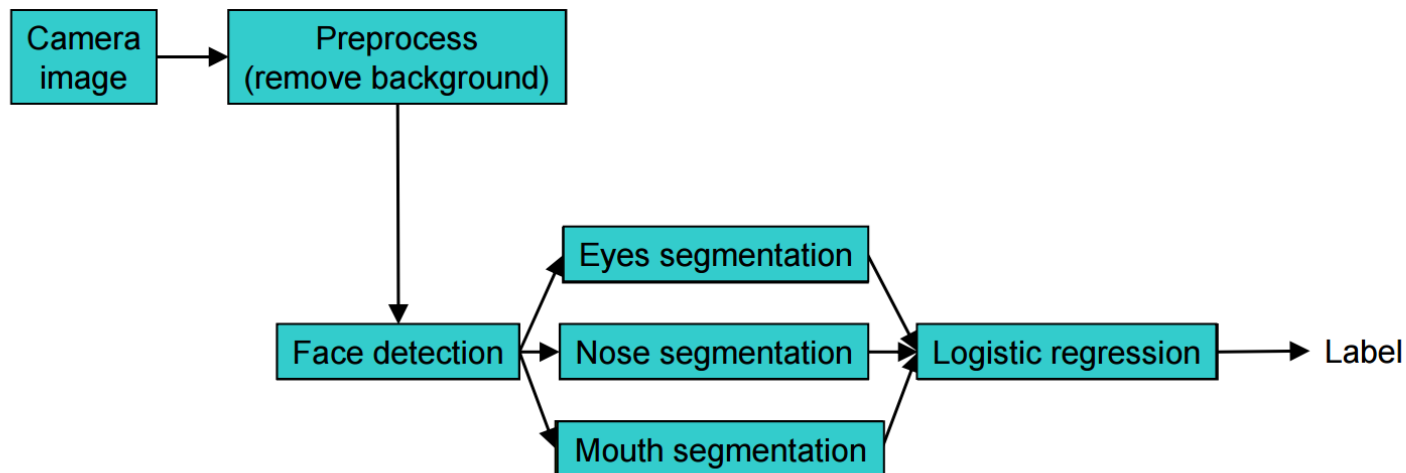 Camera
image
Preprocess
(remove background)
Eyes segmentation
Face detection
Nose segmentation
Logistic regression
Label
Mouth segmentation